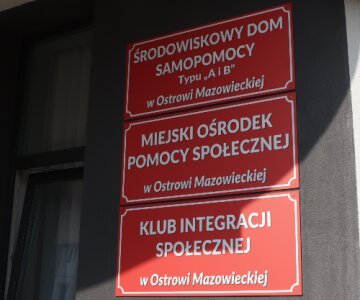 ŚRODOWISKOWY DOM
SAMOPOMOCY
Typu „A i B”
w Ostrowi Mazowieckiej
MIEJSKI OŚRODEK
POMOCY SPOŁECZNEJ
w Ostrowi Mazowieckiej
KLUB INTEGRACJI
SPOŁECZNEJ
w Ostrowi Mazowieckiej